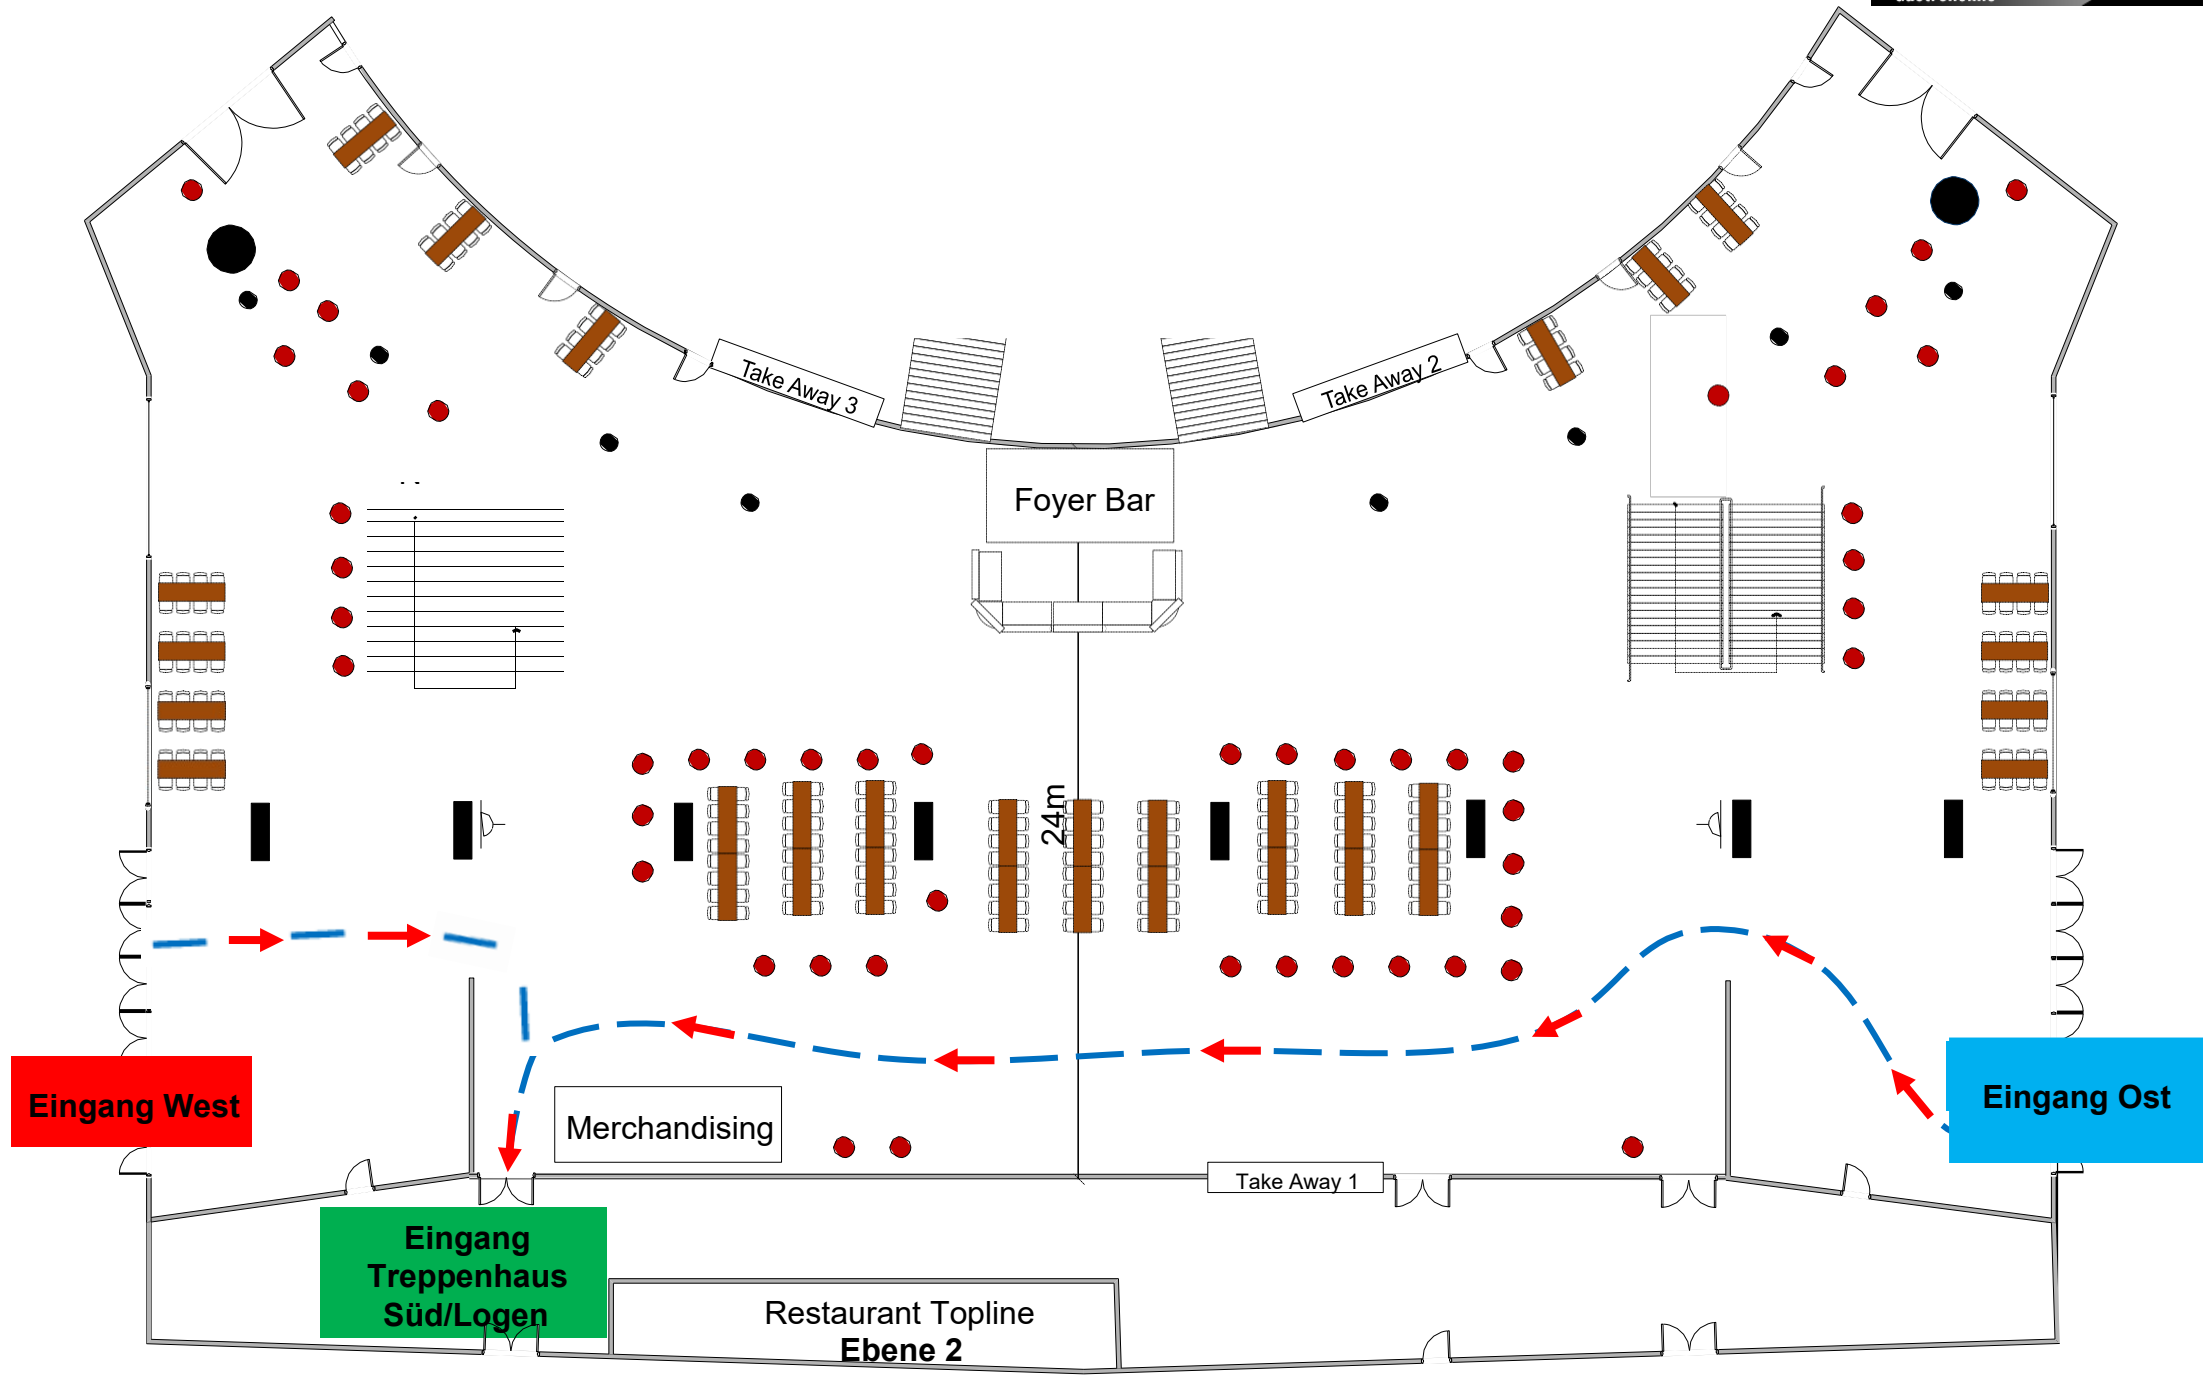 Take Away 3
Take Away 2
Foyer Bar
24m
Eingang West
Eingang Ost
Merchandising
Take Away 1
Eingang
Treppenhaus
Süd/Logen
Restaurant Topline
Ebene 2